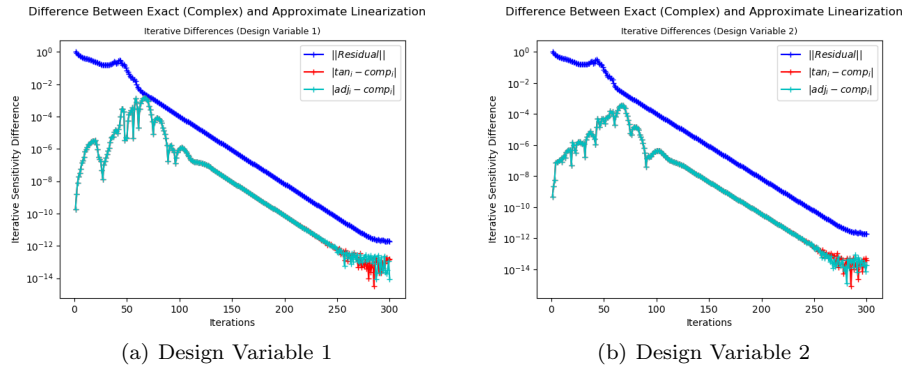 Difference Between Exact (Complex) and Approximate Linearization
Iterative Differences (Design Variable 1)
Iterative Sensitivity Difference
10^0
10^-2
10^-4
10^-6
10^-8
10^-10
10^-12
10^-14
||Residual||
|tan_i − comp_i|
|adj_i − comp_i|
0 50 100 150 200 250 300
Iterations
(a) Design Variable 1
Difference Between Exact (Complex) and Approximate Linearization
Iterative Differences (Design Variable 2)
Iterative Sensitivity Difference
10^0
10^-2
10^-4
10^-6
10^-8
10^-10
10^-12
10^-14
||Residual||
|tan_i − comp_i|
|adj_i − comp_i|
0 50 100 150 200 250 300
Iterations
(b) Design Variable 2